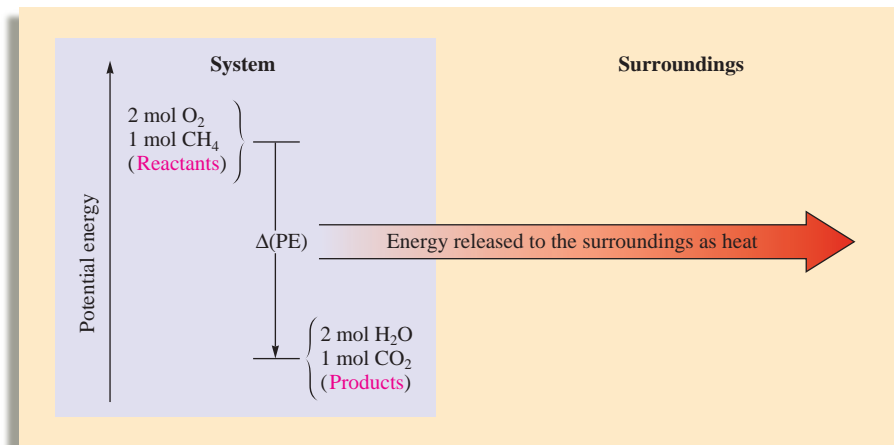 System
Surroundings
2 mol O₂
1 mol CH₄
(Reactants)
Potential energy
Δ(PE)
Energy released to the surroundings as heat
2 mol H₂O
1 mol CO₂
(Products)